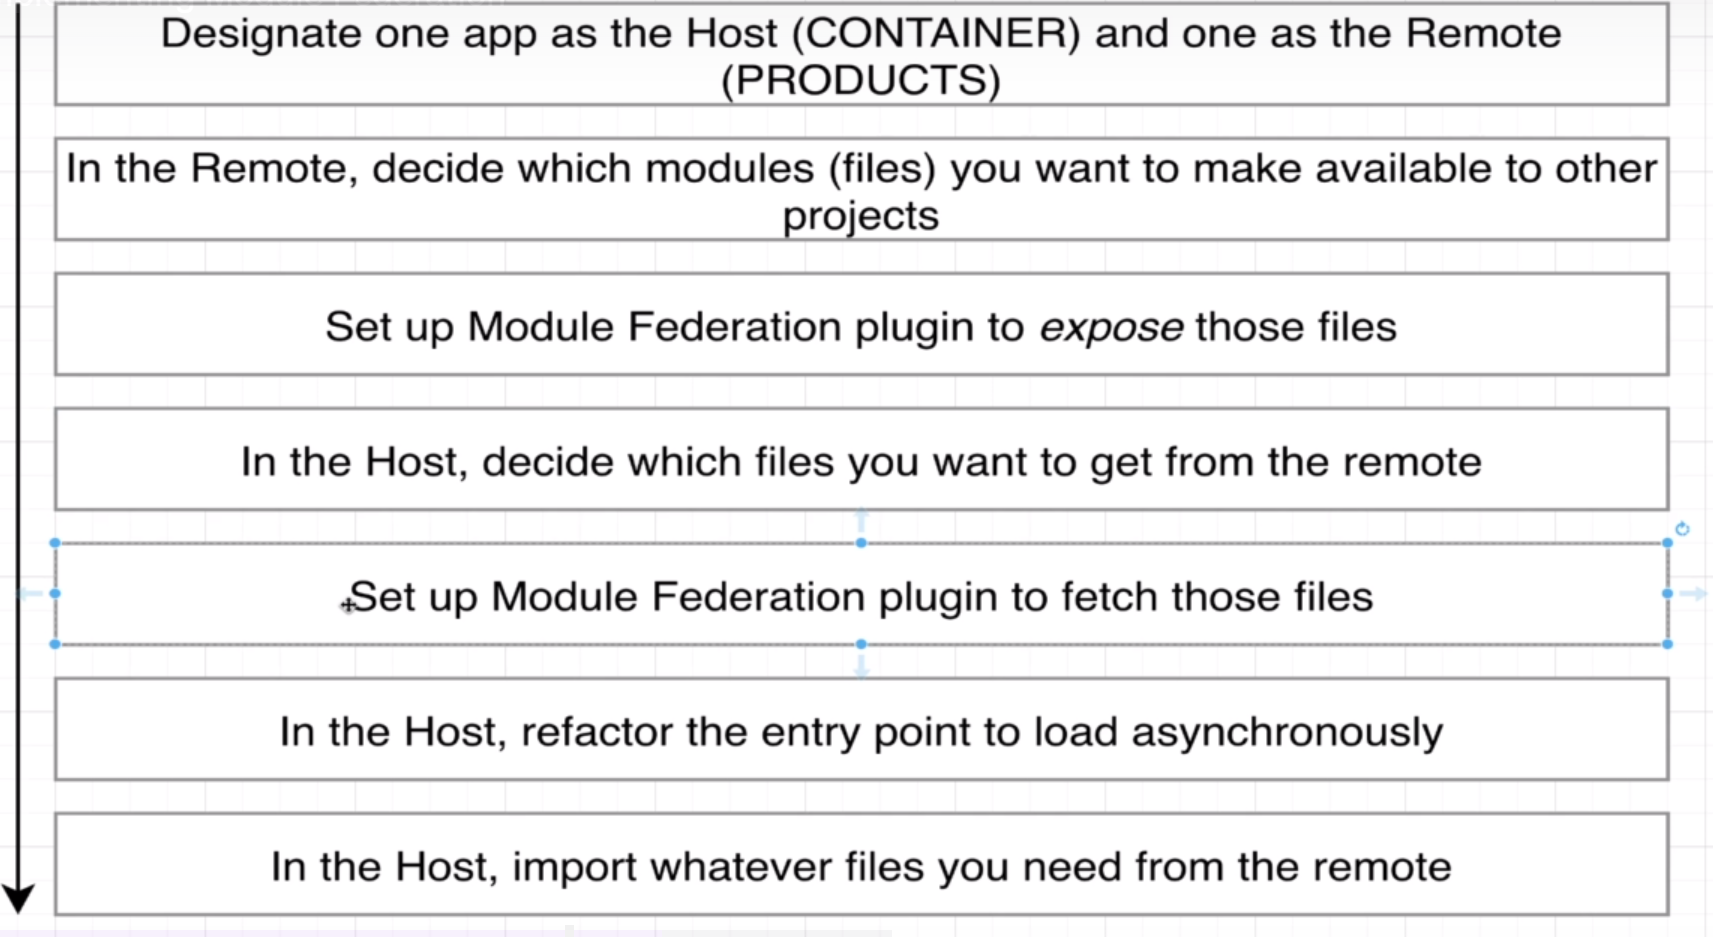 Designate one app as the Host (CONTAINER) and one as the Remote
(PRODUCTS)
In the Remote, decide which modules (files) you want to make available to other
projects
Set up Module Federation plugin to expose those files
In the Host, decide which files you want to get from the remote
Set up Module Federation plugin to fetch those files
In the Host, refactor the entry point to load asynchronously
In the Host, import whatever files you need from the remote